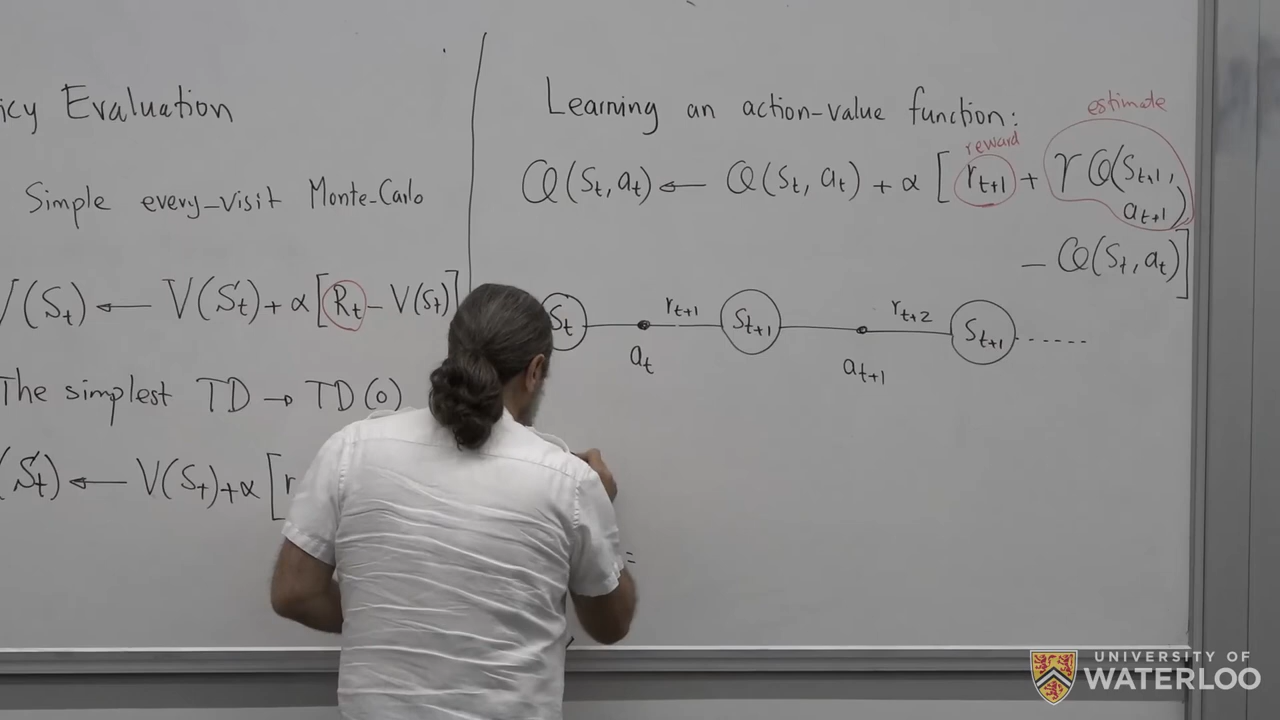 icy Evaluation
Simple every-visit Monte-Carlo
V(St) ← V(St) + α [Rt - V(St)]
The simplest TD → TD(0)
(St) ← V(St) + α [r
Learning an action-value function:
estimate
reward
Q(St, at) ← Q(St, at) + α [rt+1 + γQ(St+1,
at+1)
- Q(St, at)]
rt+1 rt+2
St St+1 St+1 .....
at at+1
=
UNIVERSITY OF
WATERLOO